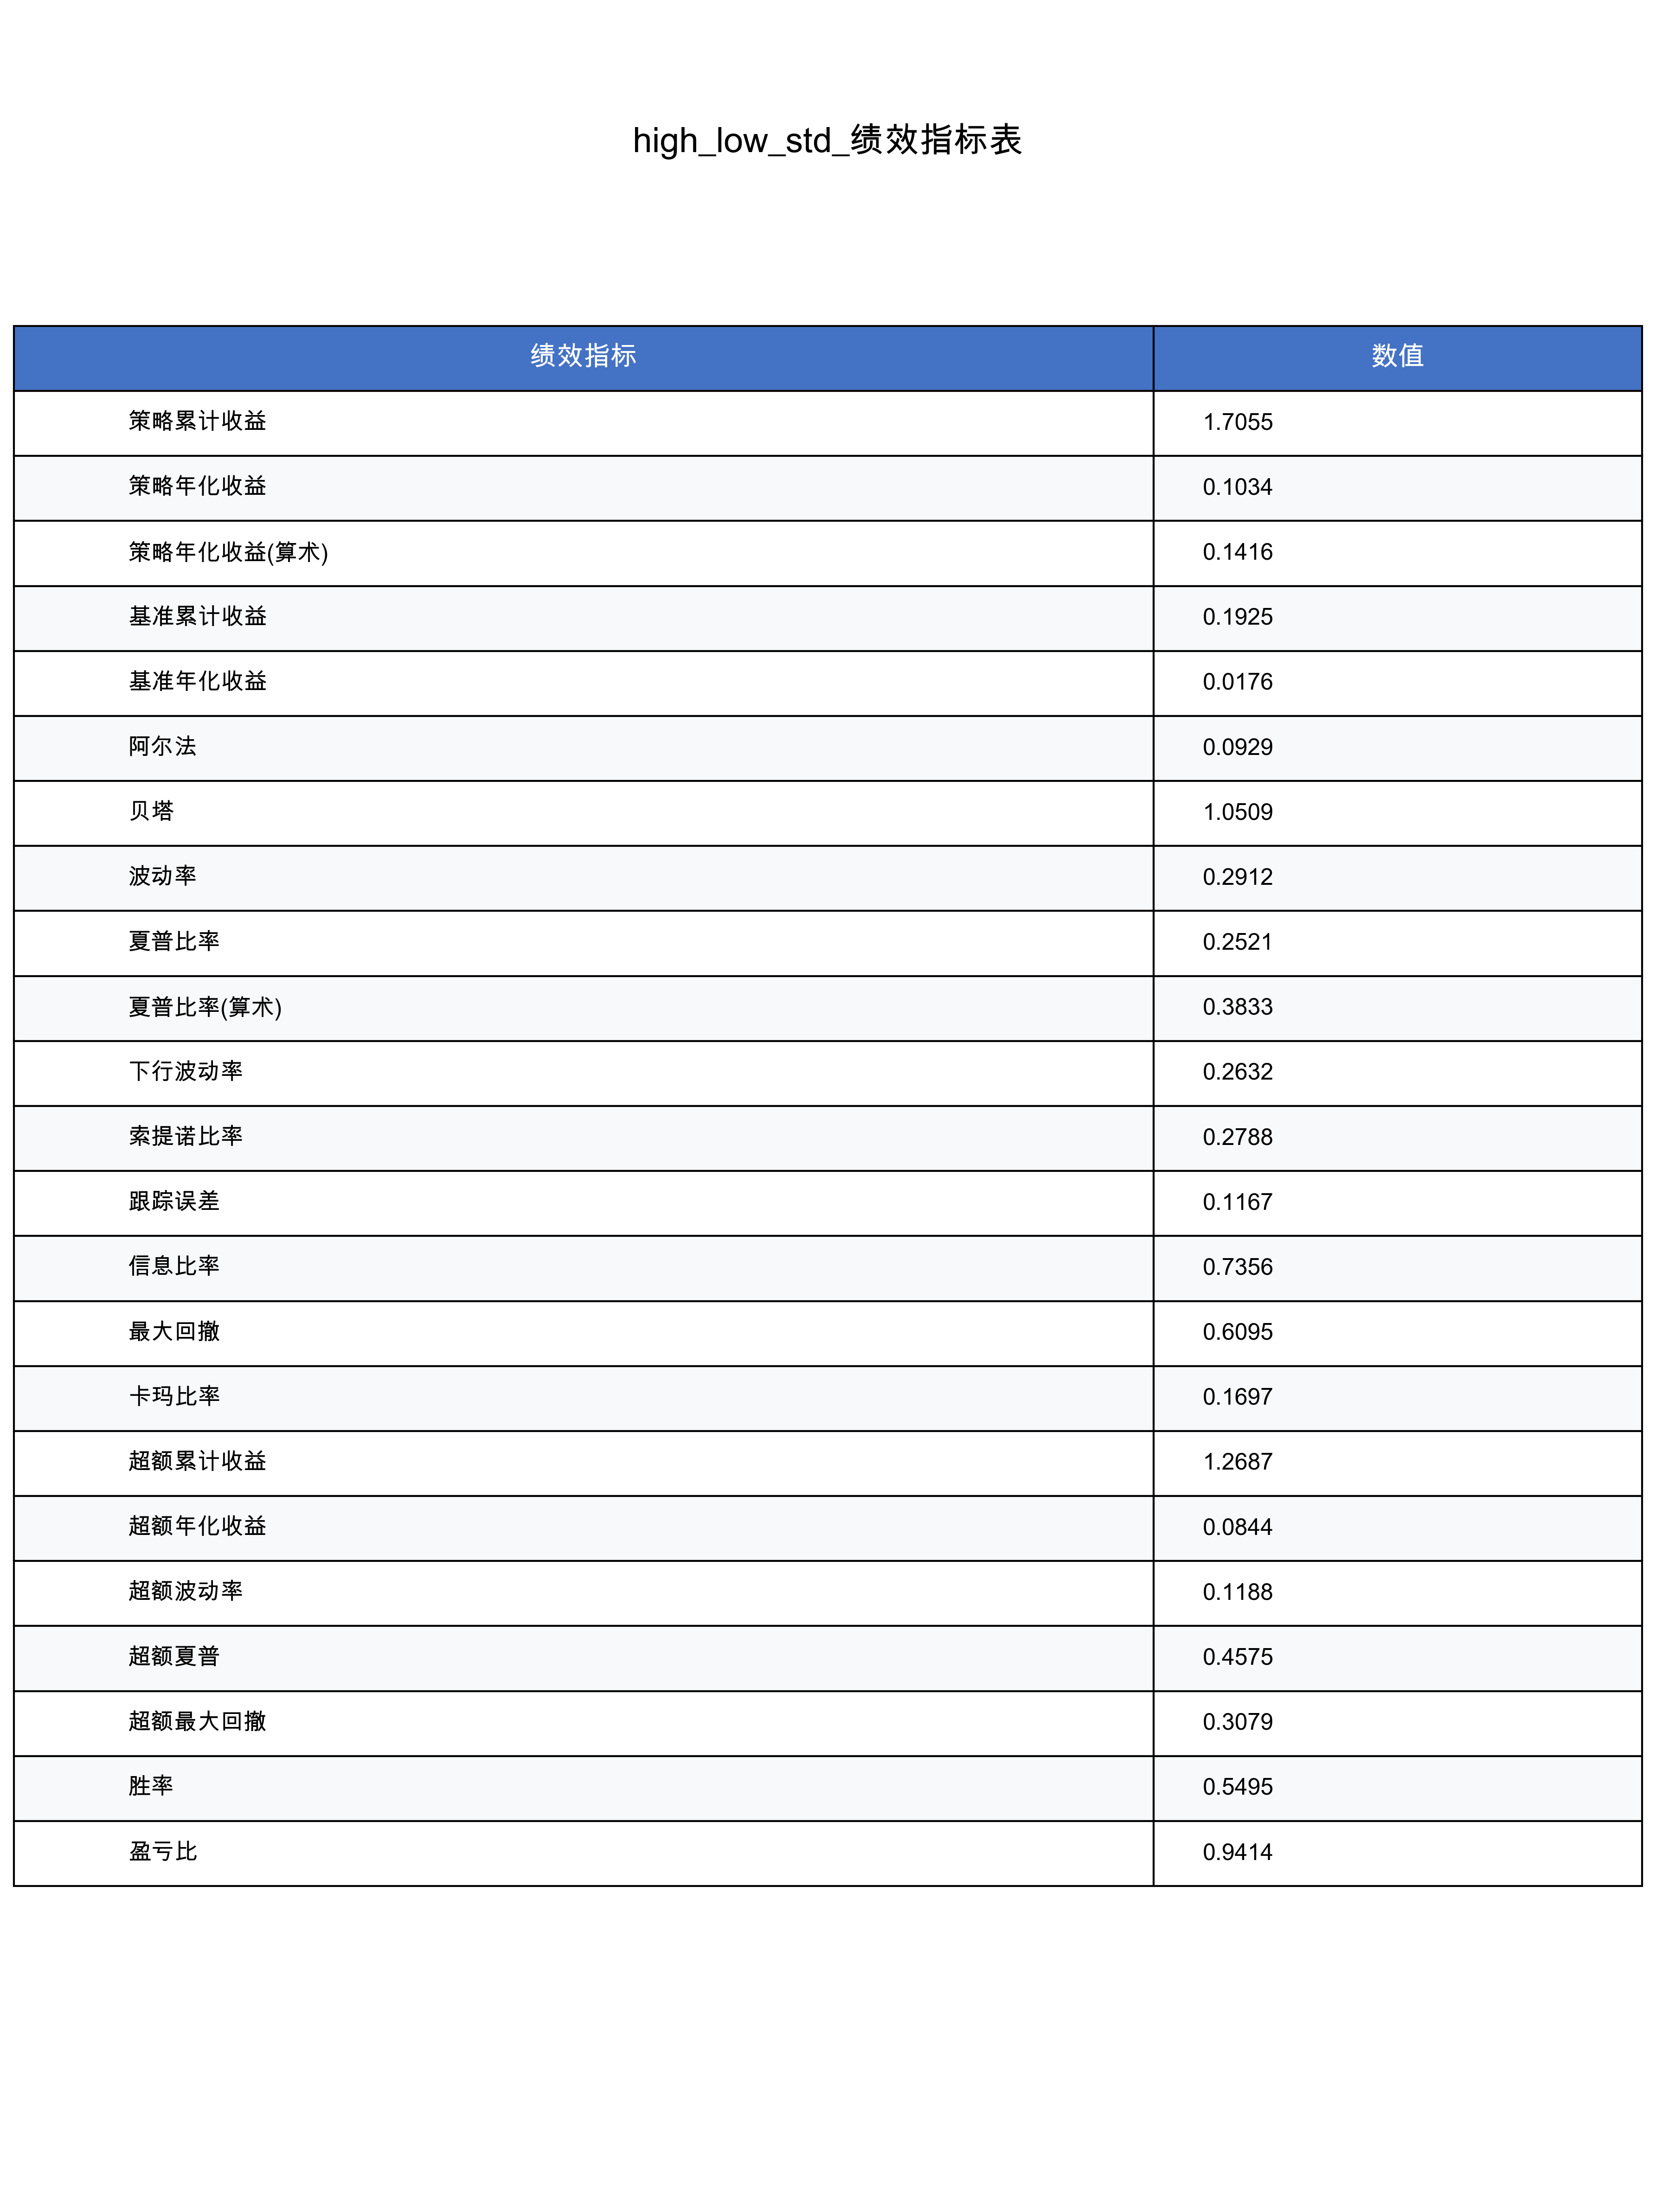 high_low_std_绩效指标表
绩效指标 数值
策略累计收益 1.7055
策略年化收益 0.1034
策略年化收益(算术) 0.1416
基准累计收益 0.1925
基准年化收益 0.0176
阿尔法 0.0929
贝塔 1.0509
波动率 0.2912
夏普比率 0.2521
夏普比率(算术) 0.3833
下行波动率 0.2632
索提诺比率 0.2788
跟踪误差 0.1167
信息比率 0.7356
最大回撤 0.6095
卡玛比率 0.1697
超额累计收益 1.2687
超额年化收益 0.0844
超额波动率 0.1188
超额夏普 0.4575
超额最大回撤 0.3079
胜率 0.5495
盈亏比 0.9414